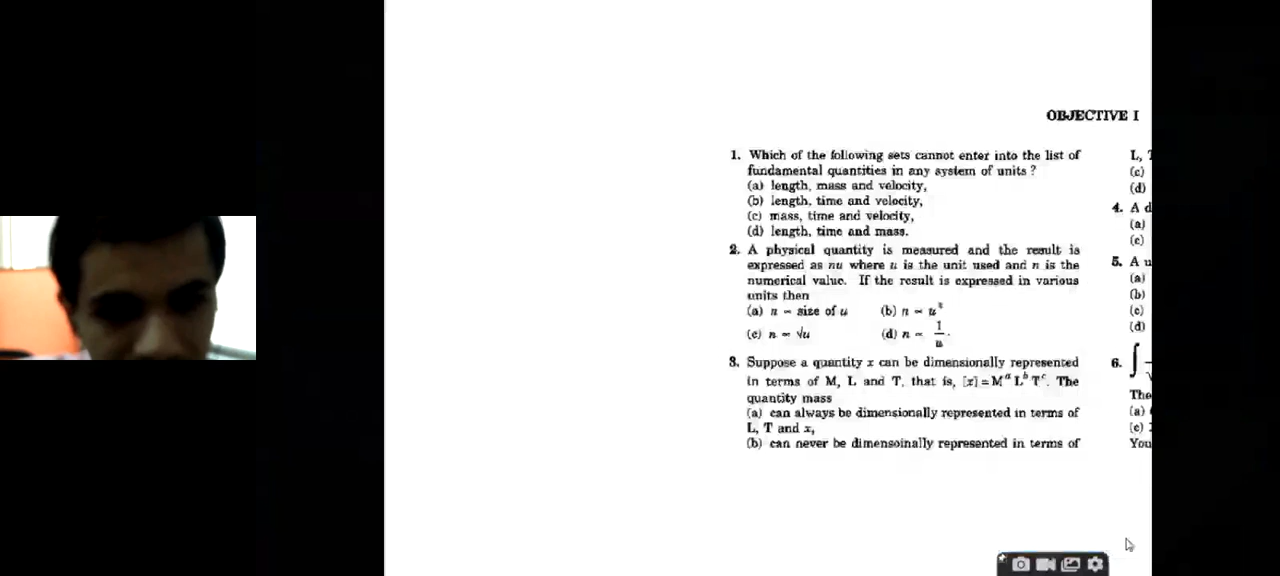 OBJECTIVE I
1. Which of the following sets cannot enter into the list of
fundamental quantities in any system of units ?
(a) length, mass and velocity,
(b) length, time and velocity,
(c) mass, time and velocity,
(d) length, time and mass.
2. A physical quantity is measured and the result is
expressed as nu where u is the unit used and n is the
numerical value. If the result is expressed in various
units then
(a) n ∝ size of u (b) n ∝ u²
(c) n ∝ √u (d) n ∝ 1/u .
3. Suppose a quantity x can be dimensionally represented
in terms of M, L and T, that is, [x] = MᵃLᵇTᶜ. The
quantity mass
(a) can always be dimensionally represented in terms of
L, T and x,
(b) can never be dimensoinally represented in terms of
L,
(c)
(d)
4. A d
(a)
(c)
5. A u
(a)
(b)
(c)
(d)
6. ∫
The
(a)
(c)
You